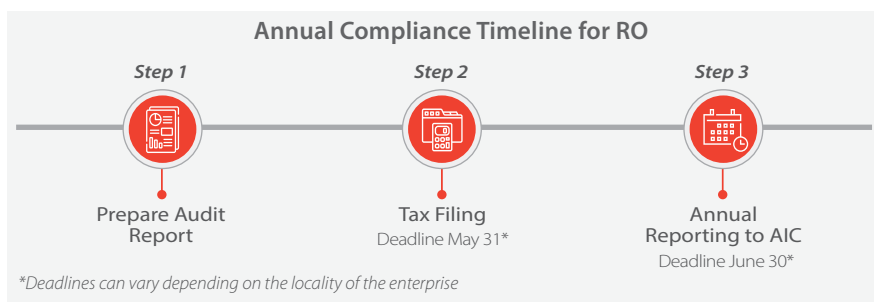 Annual Compliance Timeline for RO
Step 1
Step 2
Step 3
Prepare Audit
Report
Tax Filing
Deadline May 31*
Annual
Reporting to AIC
Deadline June 30*
*Deadlines can vary depending on the locality of the enterprise